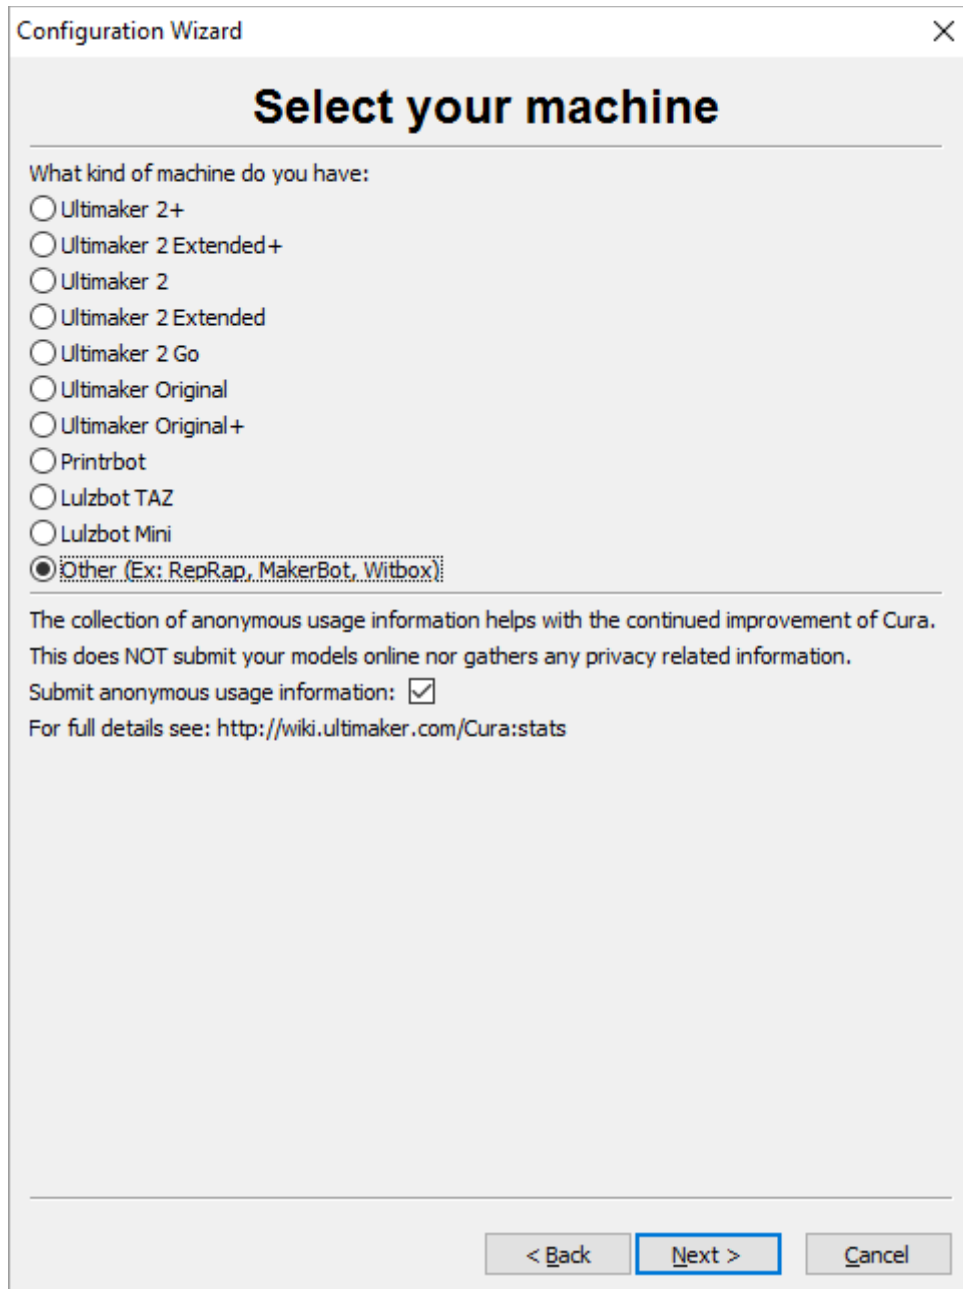 Configuration Wizard
Select your machine
What kind of machine do you have:
Ultimaker 2+
Ultimaker 2 Extended+
Ultimaker 2
Ultimaker 2 Extended
Ultimaker 2 Go
Ultimaker Original
Ultimaker Original+
Printrbot
Lulzbot TAZ
Lulzbot Mini
Other (Ex: RepRap, MakerBot, Witbox)
The collection of anonymous usage information helps with the continued improvement of Cura.
This does NOT submit your models online nor gathers any privacy related information.
Submit anonymous usage information:
For full details see: http://wiki.ultimaker.com/Cura:stats
< Back Next > Cancel